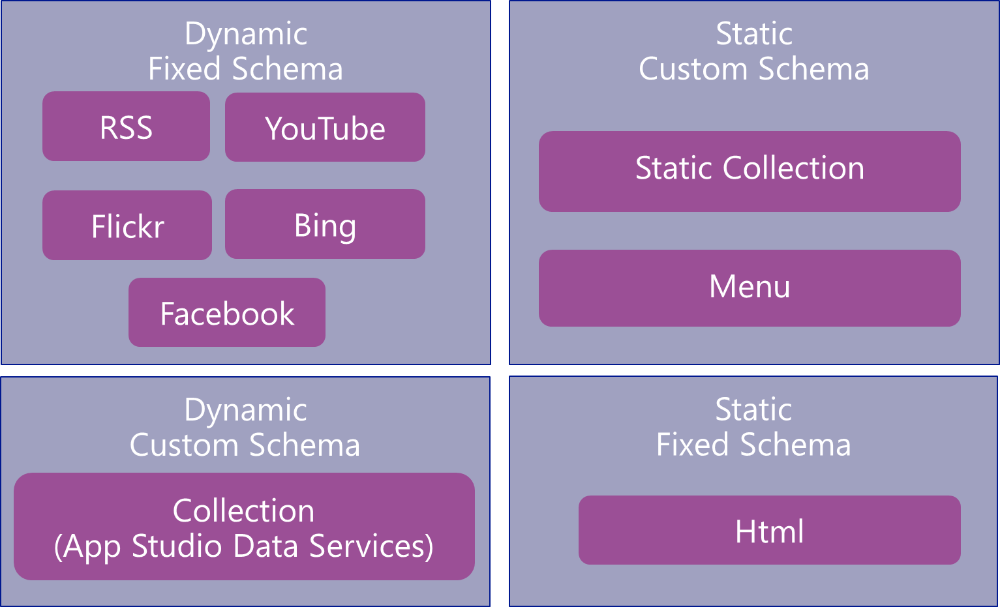 Dynamic
Fixed Schema
RSS
YouTube
Flickr
Bing
Facebook
Static
Custom Schema
Static Collection
Menu
Dynamic
Custom Schema
Collection
(App Studio Data Services)
Static
Fixed Schema
Html